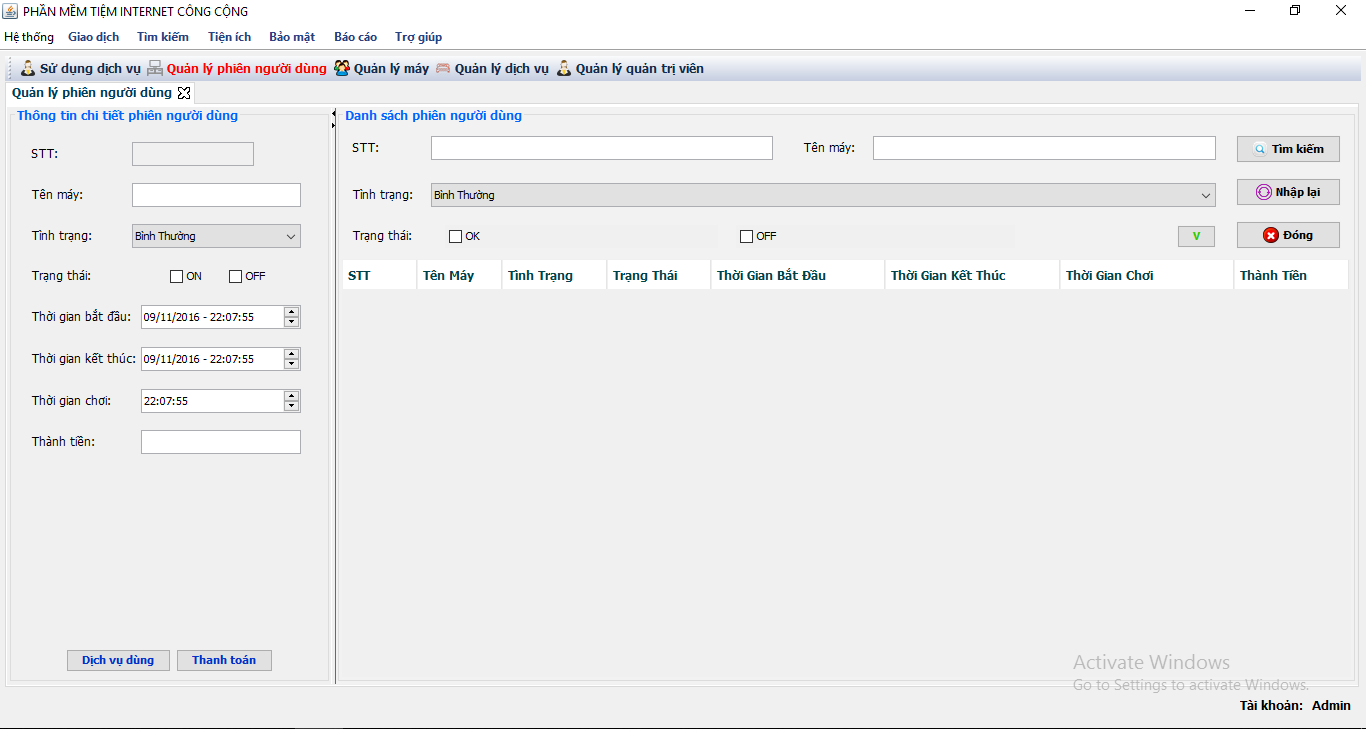 PHẦN MỀM TIỆM INTERNET CÔNG CỘNG
Hệ thống Giao dịch Tìm kiếm Tiện ích Bảo mật Báo cáo Trợ giúp
Sử dụng dịch vụ Quản lý phiên người dùng Quản lý máy Quản lý dịch vụ Quản lý quản trị viên
Quản lý phiên người dùng
Thông tin chi tiết phiên người dùng
STT:
Tên máy:
Tình trạng: Bình Thường
Trạng thái: ON OFF
Thời gian bắt đầu: 09/11/2016 - 22:07:55
Thời gian kết thúc: 09/11/2016 - 22:07:55
Thời gian chơi: 22:07:55
Thành tiền:
Dịch vụ dùng Thanh toán
Danh sách phiên người dùng
STT: Tên máy: Tìm kiếm
Tình trạng: Bình Thường Nhập lại
Trạng thái: OK OFF V Đóng
STT Tên Máy Tình Trạng Trạng Thái Thời Gian Bắt Đầu Thời Gian Kết Thúc Thời Gian Chơi Thành Tiền
Activate Windows
Go to Settings to activate Windows.
Tài khoản: Admin